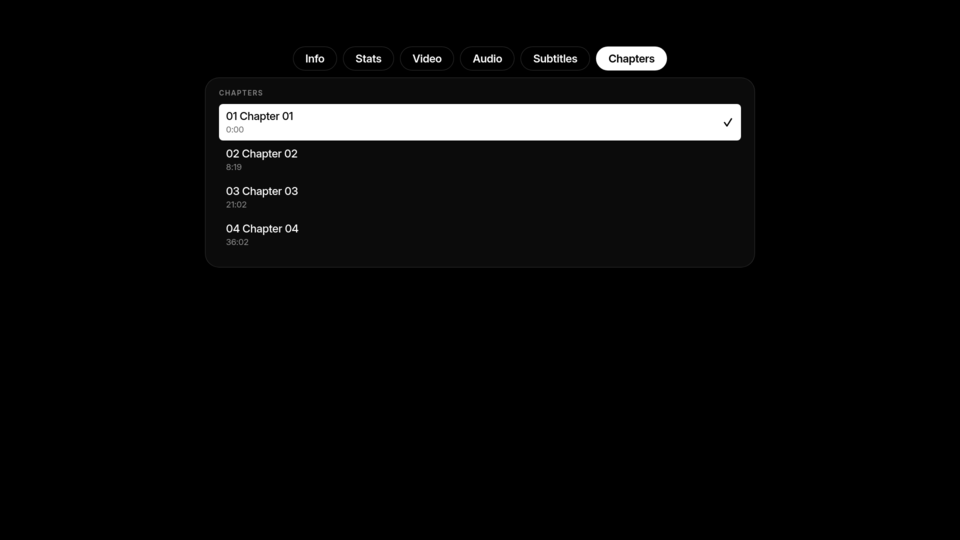 Info Stats Video Audio Subtitles Chapters
CHAPTERS
01 Chapter 01
0:00
02 Chapter 02
8:19
03 Chapter 03
21:02
04 Chapter 04
36:02